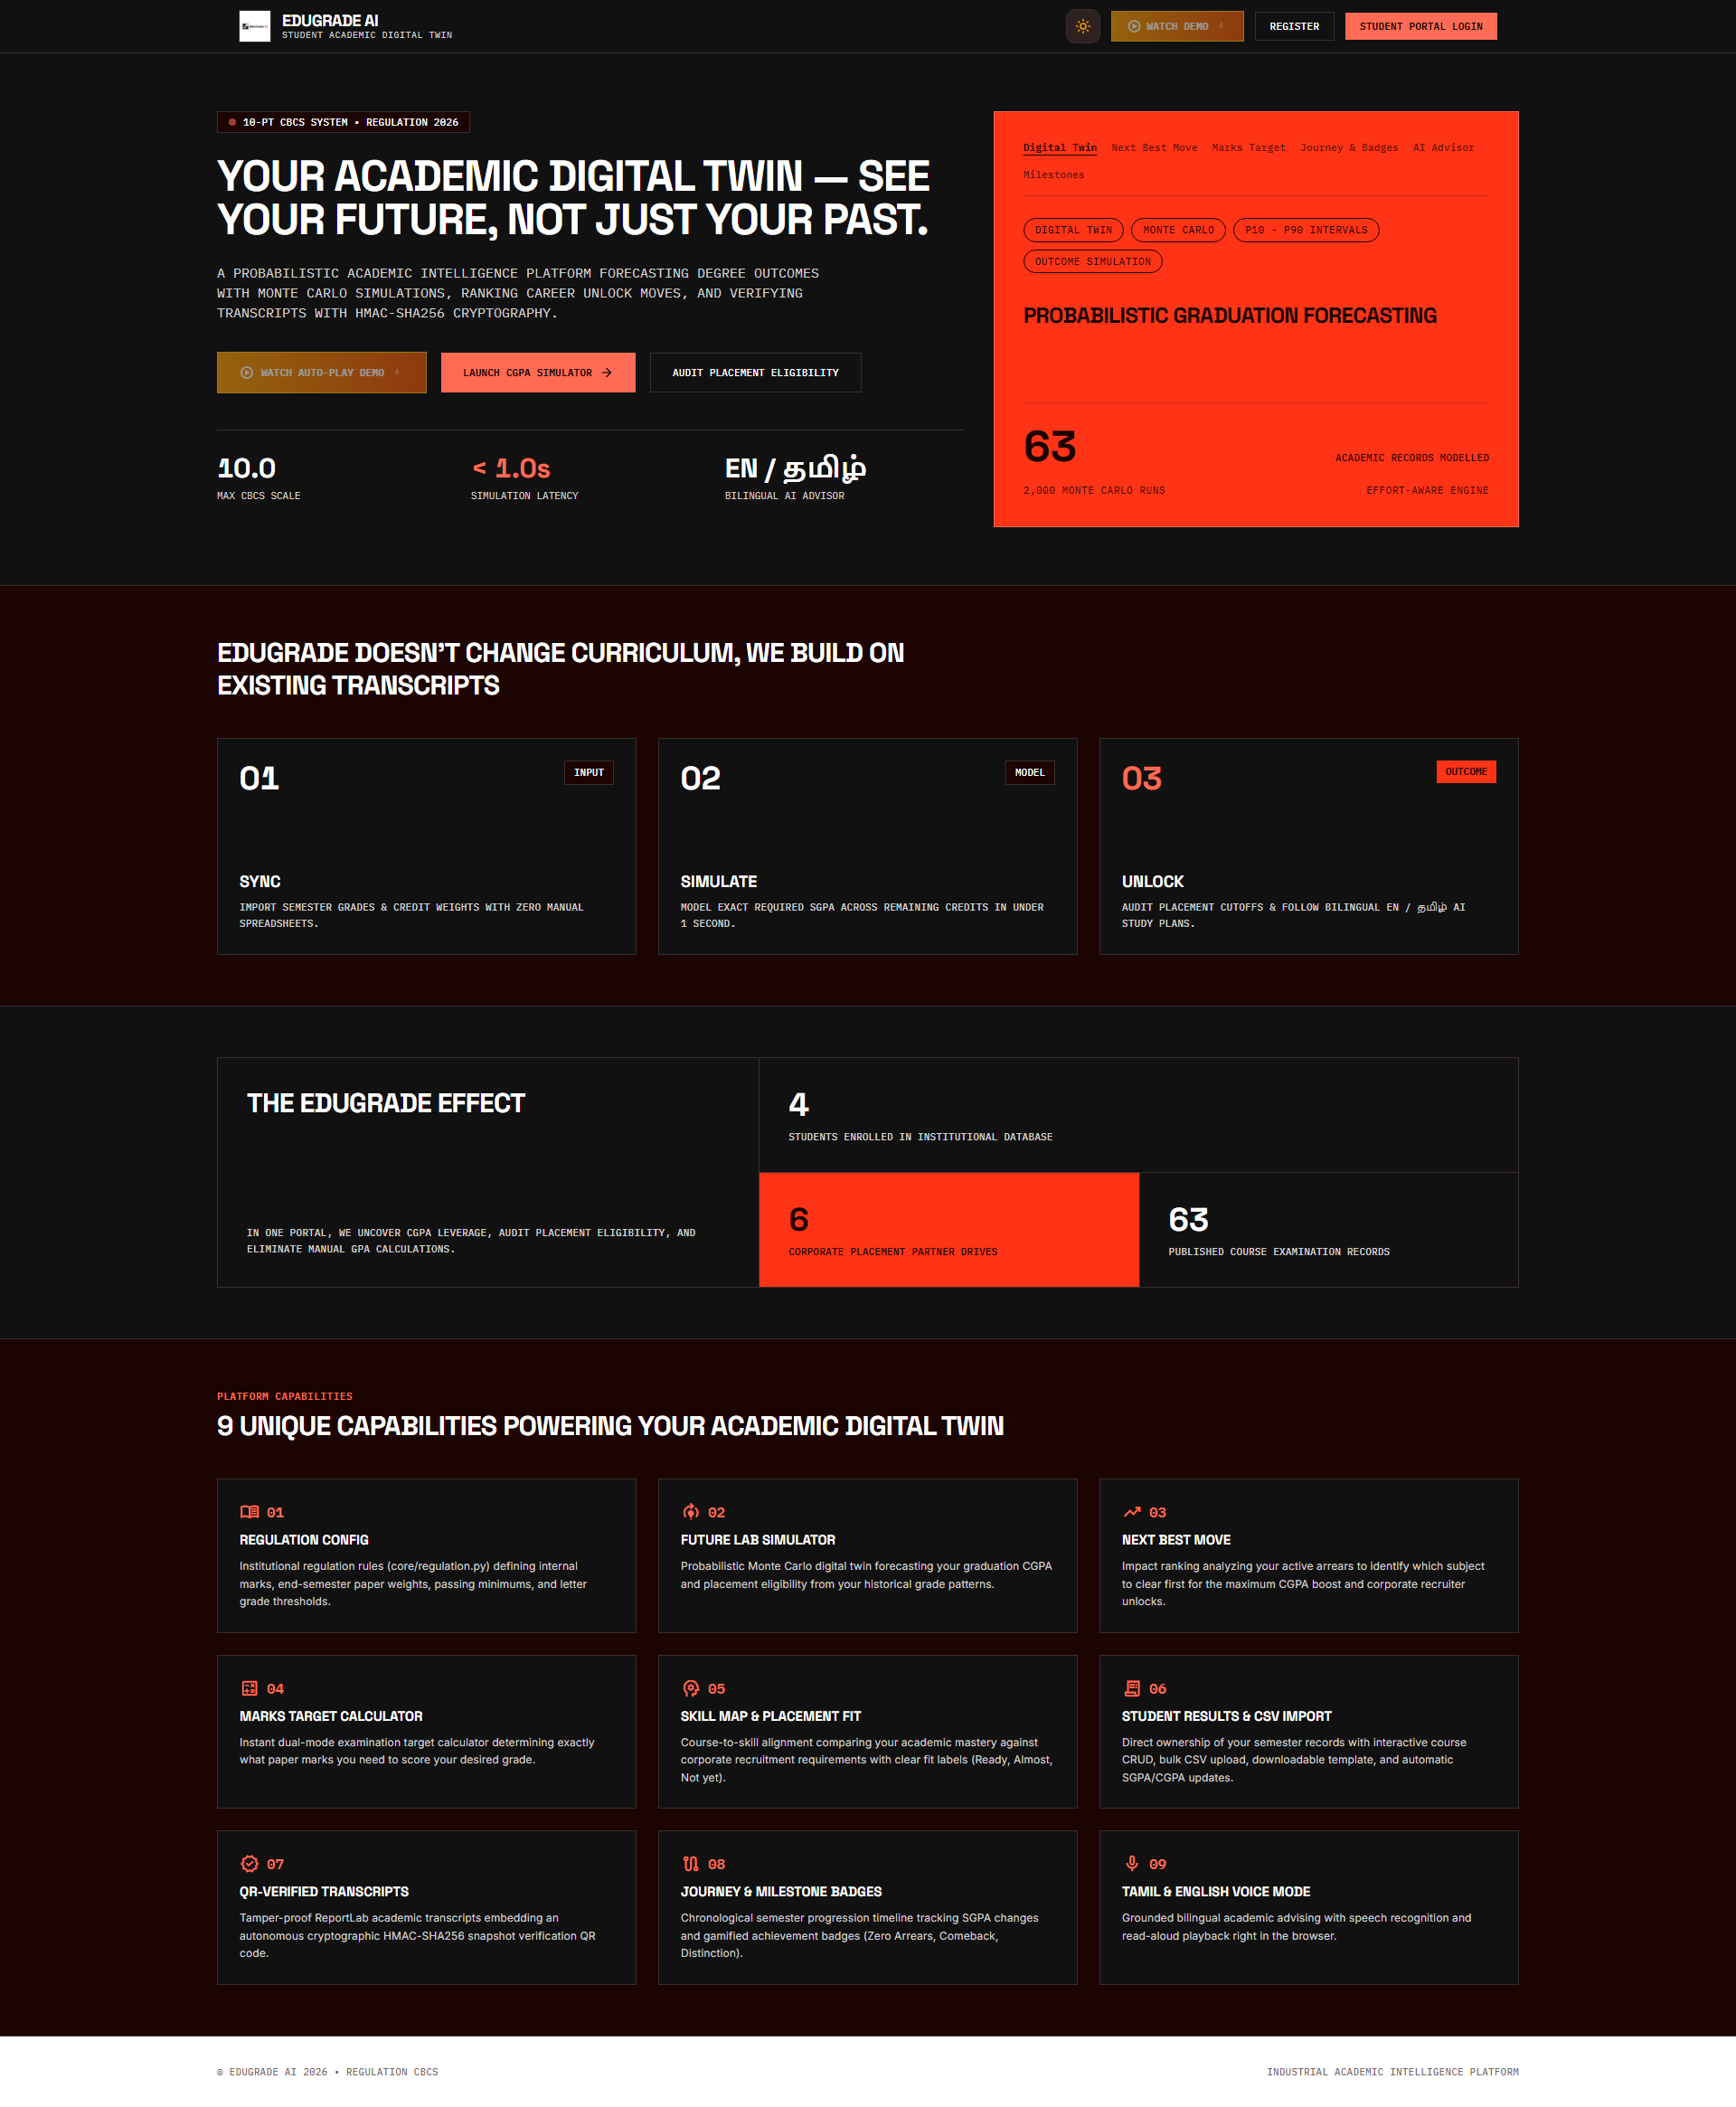 EDUGRADE AI
STUDENT ACADEMIC DIGITAL TWIN
WATCH DEMO
REGISTER
STUDENT PORTAL LOGIN
10-PT CBCS SYSTEM • REGULATION 2026
YOUR ACADEMIC DIGITAL TWIN — SEE
YOUR FUTURE, NOT JUST YOUR PAST.
A PROBABILISTIC ACADEMIC INTELLIGENCE PLATFORM FORECASTING DEGREE OUTCOMES
WITH MONTE CARLO SIMULATIONS, RANKING CAREER UNLOCK MOVES, AND VERIFYING
TRANSCRIPTS WITH HMAC-SHA256 CRYPTOGRAPHY.
WATCH AUTO-PLAY DEMO
LAUNCH CGPA SIMULATOR →
AUDIT PLACEMENT ELIGIBILITY
10.0
MAX CBCS SCALE
< 1.0s
SIMULATION LATENCY
EN / தமிழ்
BILINGUAL AI ADVISOR
Digital Twin Next Best Move Marks Target Journey & Badges AI Advisor
Milestones
DIGITAL TWIN MONTE CARLO P10 - P90 INTERVALS
OUTCOME SIMULATION
PROBABILISTIC GRADUATION FORECASTING
63
ACADEMIC RECORDS MODELLED
2,000 MONTE CARLO RUNS
EFFORT-AWARE ENGINE
EDUGRADE DOESN'T CHANGE CURRICULUM, WE BUILD ON
EXISTING TRANSCRIPTS
01
INPUT
SYNC
IMPORT SEMESTER GRADES & CREDIT WEIGHTS WITH ZERO MANUAL
SPREADSHEETS.
02
MODEL
SIMULATE
MODEL EXACT REQUIRED SGPA ACROSS REMAINING CREDITS IN UNDER
1 SECOND.
03
OUTCOME
UNLOCK
AUDIT PLACEMENT CUTOFFS & FOLLOW BILINGUAL EN / தமிழ் AI
STUDY PLANS.
THE EDUGRADE EFFECT
IN ONE PORTAL, WE UNCOVER CGPA LEVERAGE, AUDIT PLACEMENT ELIGIBILITY, AND
ELIMINATE MANUAL GPA CALCULATIONS.
4
STUDENTS ENROLLED IN INSTITUTIONAL DATABASE
6
CORPORATE PLACEMENT PARTNER DRIVES
63
PUBLISHED COURSE EXAMINATION RECORDS
PLATFORM CAPABILITIES
9 UNIQUE CAPABILITIES POWERING YOUR ACADEMIC DIGITAL TWIN
01
REGULATION CONFIG
Institutional regulation rules (core/regulation.py) defining internal
marks, end-semester paper weights, passing minimums, and letter
grade thresholds.
02
FUTURE LAB SIMULATOR
Probabilistic Monte Carlo digital twin forecasting your graduation CGPA
and placement eligibility from your historical grade patterns.
03
NEXT BEST MOVE
Impact ranking analyzing your active arrears to identify which subject
to clear first for the maximum CGPA boost and corporate recruiter
unlocks.
04
MARKS TARGET CALCULATOR
Instant dual-mode examination target calculator determining exactly
what paper marks you need to score your desired grade.
05
SKILL MAP & PLACEMENT FIT
Course-to-skill alignment comparing your academic mastery against
corporate recruitment requirements with clear fit labels (Ready, Almost,
Not yet).
06
STUDENT RESULTS & CSV IMPORT
Direct ownership of your semester records with interactive course
CRUD, bulk CSV upload, downloadable template, and automatic
SGPA/CGPA updates.
07
QR-VERIFIED TRANSCRIPTS
Tamper-proof ReportLab academic transcripts embedding an
autonomous cryptographic HMAC-SHA256 snapshot verification QR
code.
08
JOURNEY & MILESTONE BADGES
Chronological semester progression timeline tracking SGPA changes
and gamified achievement badges (Zero Arrears, Comeback,
Distinction).
09
TAMIL & ENGLISH VOICE MODE
Grounded bilingual academic advising with speech recognition and
read-aloud playback right in the browser.
© EDUGRADE AI 2026 • REGULATION CBCS
INDUSTRIAL ACADEMIC INTELLIGENCE PLATFORM